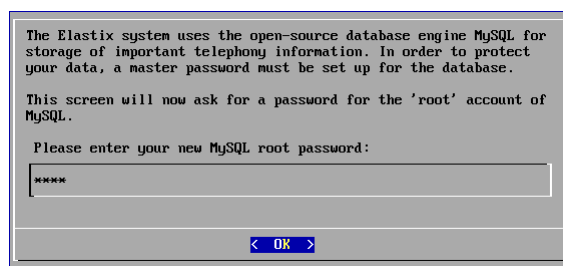 The Elastix system uses the open-source database engine MySQL for
storage of important telephony information. In order to protect
your data, a master password must be set up for the database.
This screen will now ask for a password for the 'root' account of
MySQL.
Please enter your new MySQL root password:
****
< OK >